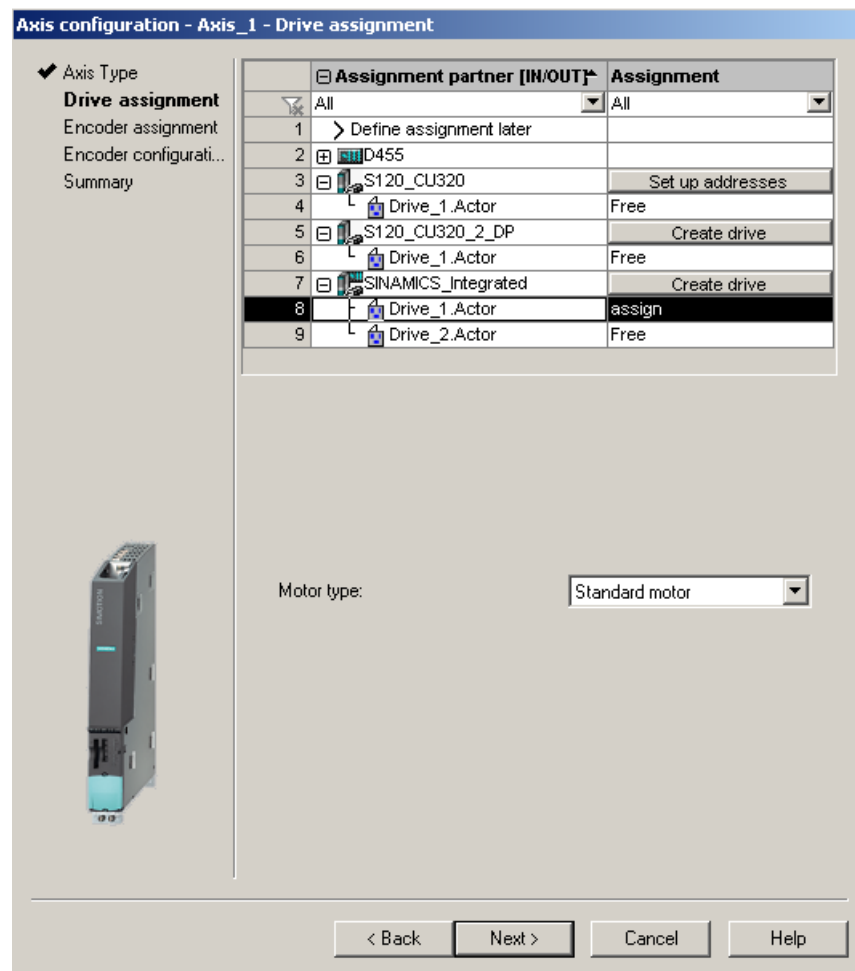 Axis configuration - Axis_1 - Drive assignment
Axis Type
Drive assignment
Encoder assignment
Encoder configurati...
Summary
Assignment partner [IN/OUT] Assignment
All All
1 Define assignment later
2 D455
3 S120_CU320 Set up addresses
4 Drive_1.Actor Free
5 S120_CU320_2_DP Create drive
6 Drive_1.Actor Free
7 SINAMICS_Integrated Create drive
8 Drive_1.Actor assign
9 Drive_2.Actor Free
SIMOTION
Motor type: Standard motor
< Back Next > Cancel Help